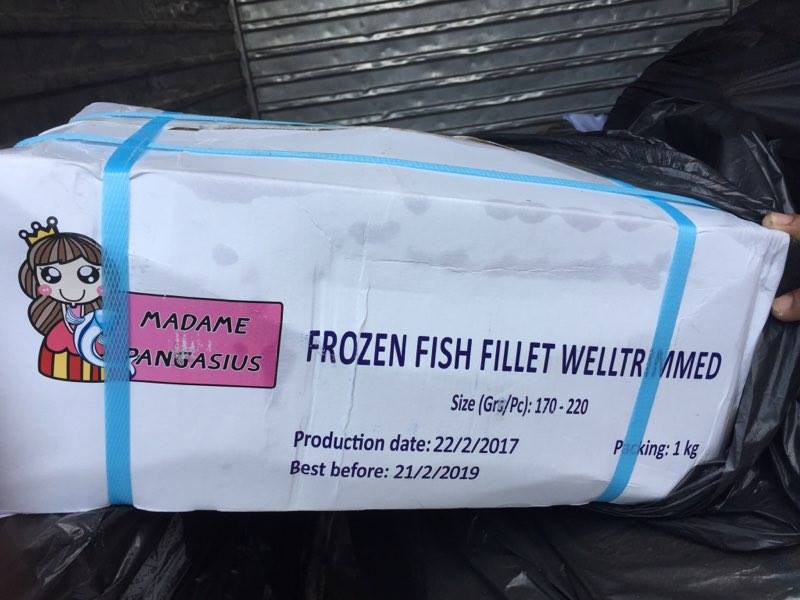 MADAME
PANGASIUS
FROZEN FISH FILLET WELLTRIMMED
Size (Grs/Pc): 170 - 220
Production date: 22/2/2017
Packing: 1 kg
Best before: 21/2/2019